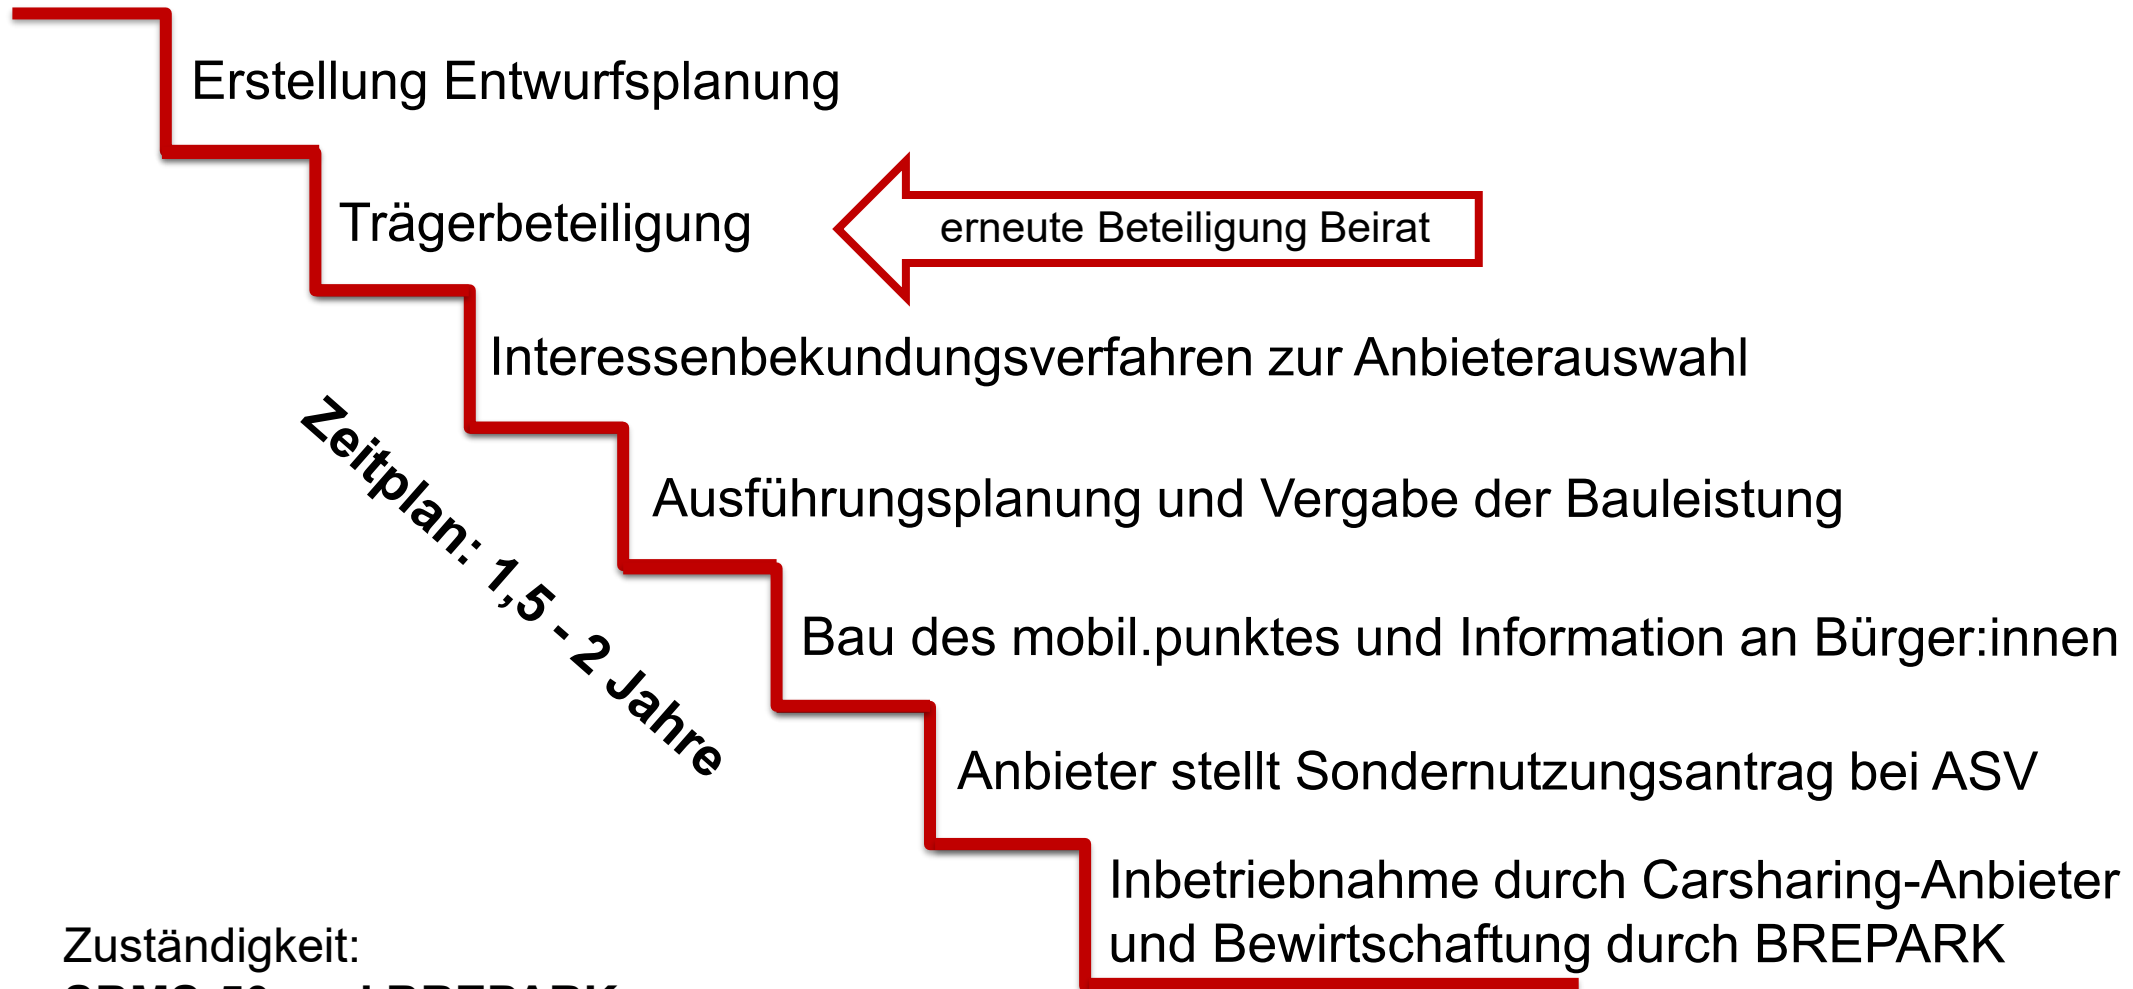 Erstellung Entwurfsplanung
Trägerbeteiligung
erneute Beteiligung Beirat
Interessenbekundungsverfahren zur Anbieterauswahl
Ausführungsplanung und Vergabe der Bauleistung
Zeitplan: 1,5 - 2 Jahre
Bau des mobil.punktes und Information an Bürger:innen
Anbieter stellt Sondernutzungsantrag bei ASV
Inbetriebnahme durch Carsharing-Anbieter
und Bewirtschaftung durch BREPARK
Zuständigkeit:
BREPARK